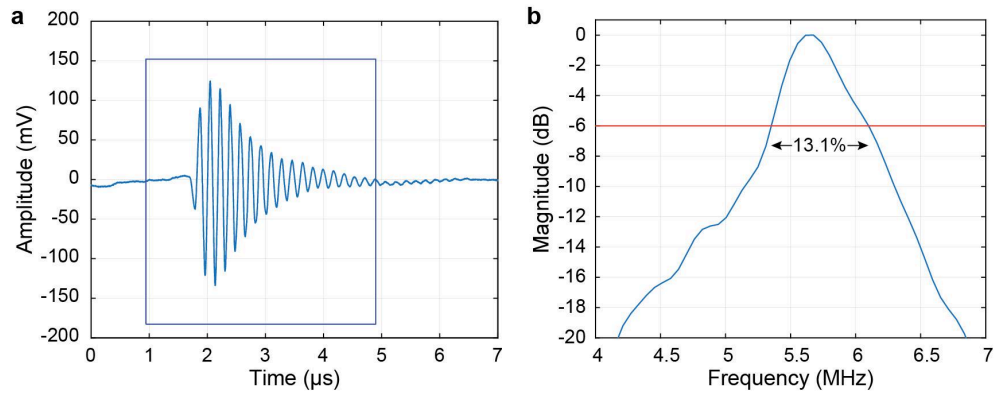 a
200
150
100
50
0
-50
-100
-150
-200
Amplitude (mV)
0 1 2 3 4 5 6 7
Time (µs)
b
0
-2
-4
-6
-8
-10
-12
-14
-16
-18
-20
Magnitude (dB)
13.1%
4 4.5 5 5.5 6 6.5 7
Frequency (MHz)